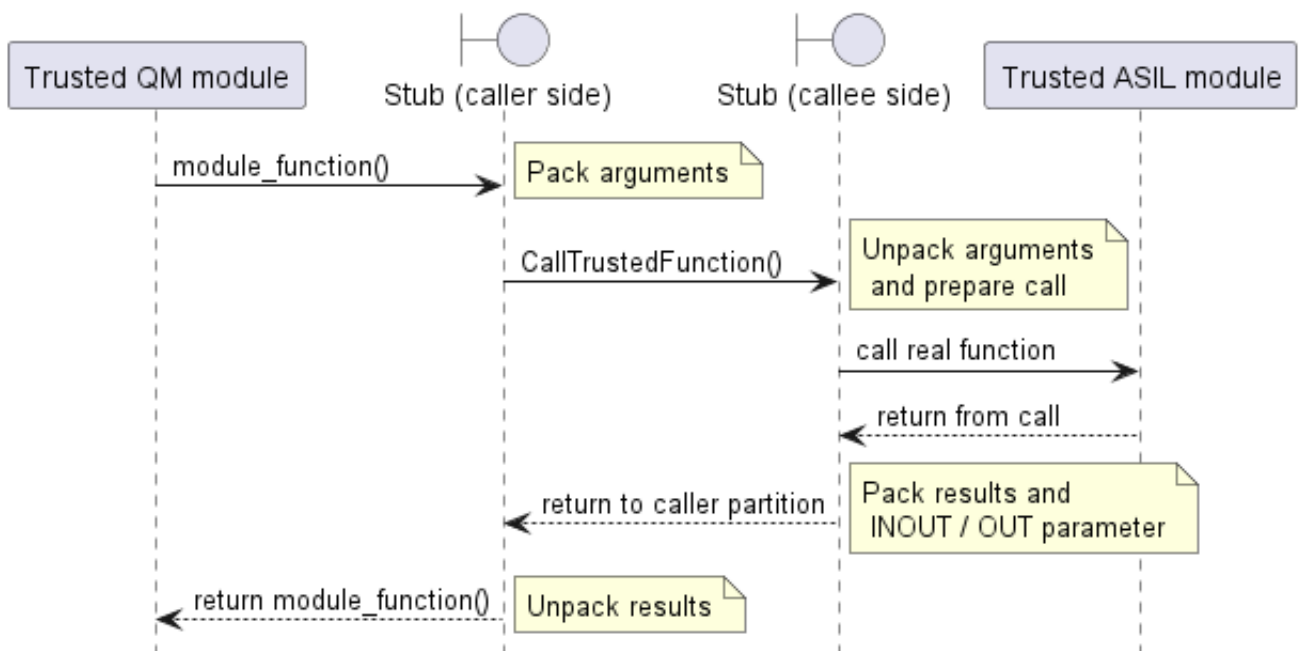 Trusted QM module
Stub (caller side)
Stub (callee side)
Trusted ASIL module
module_function()
Pack arguments
CallTrustedFunction()
Unpack arguments
and prepare call
call real function
return from call
return to caller partition
Pack results and
INOUT / OUT parameter
return module_function()
Unpack results